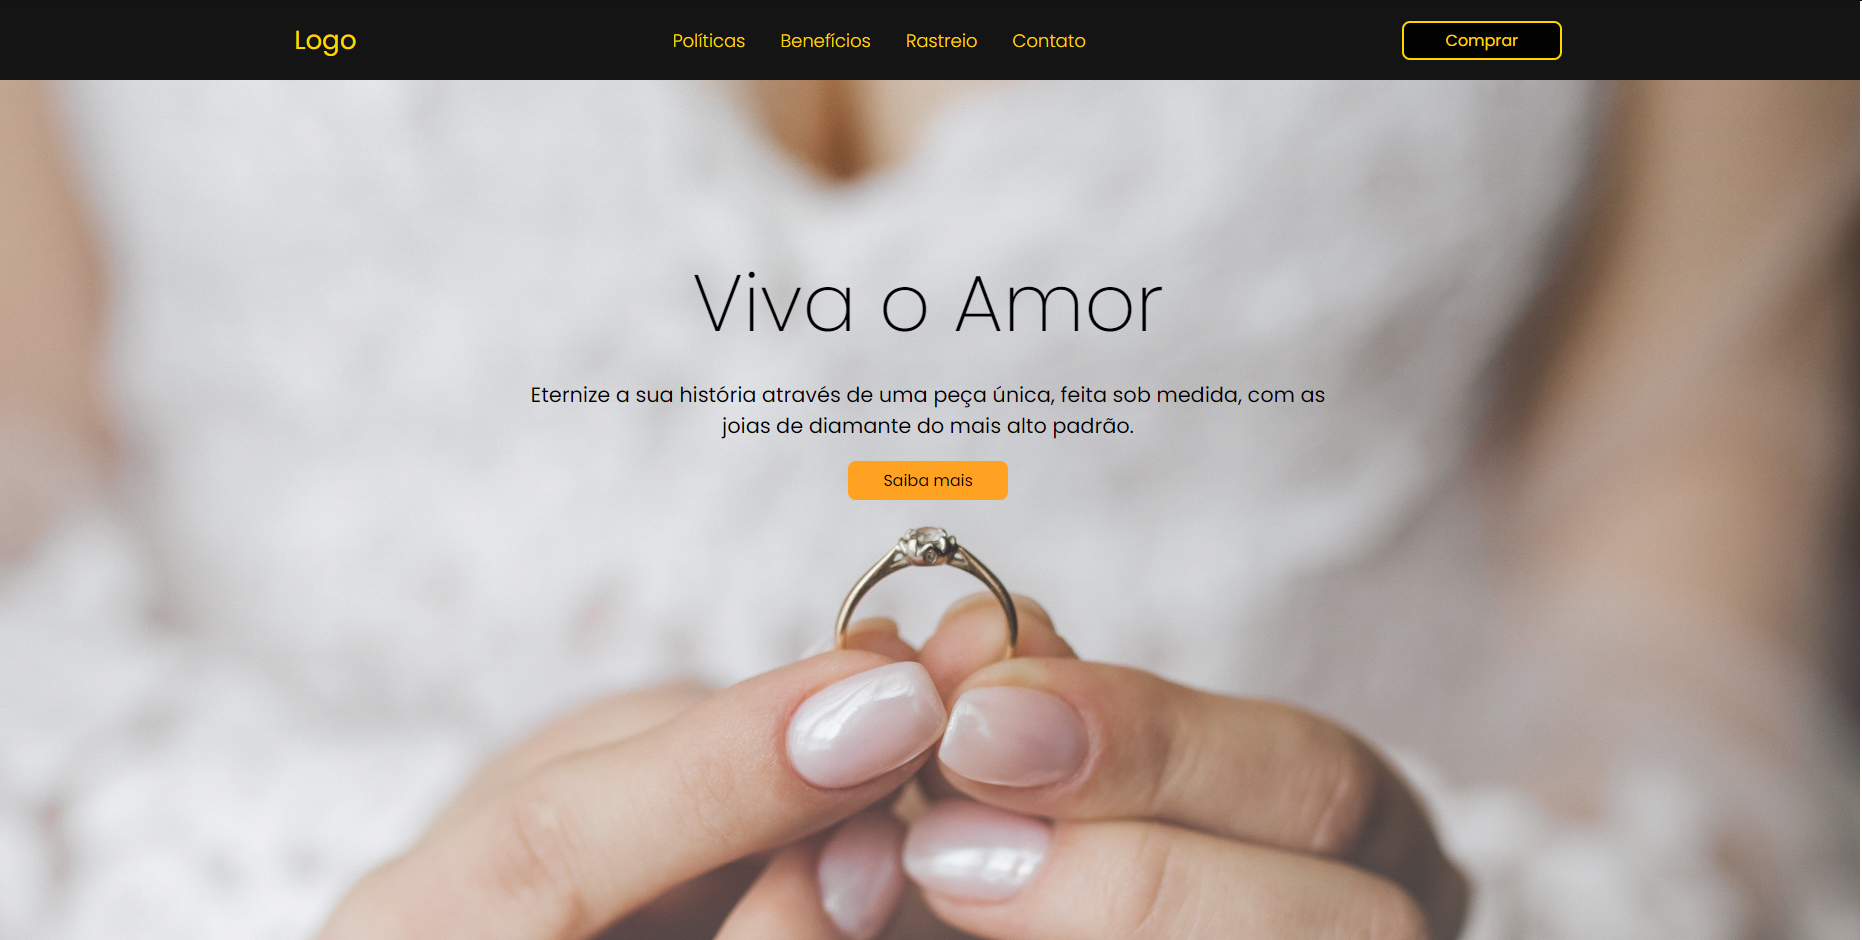 Logo
Políticas
Benefícios
Rastreio
Contato
Comprar
Viva o Amor
Eternize a sua história através de uma peça única, feita sob medida, com as
joias de diamante do mais alto padrão.
Saiba mais